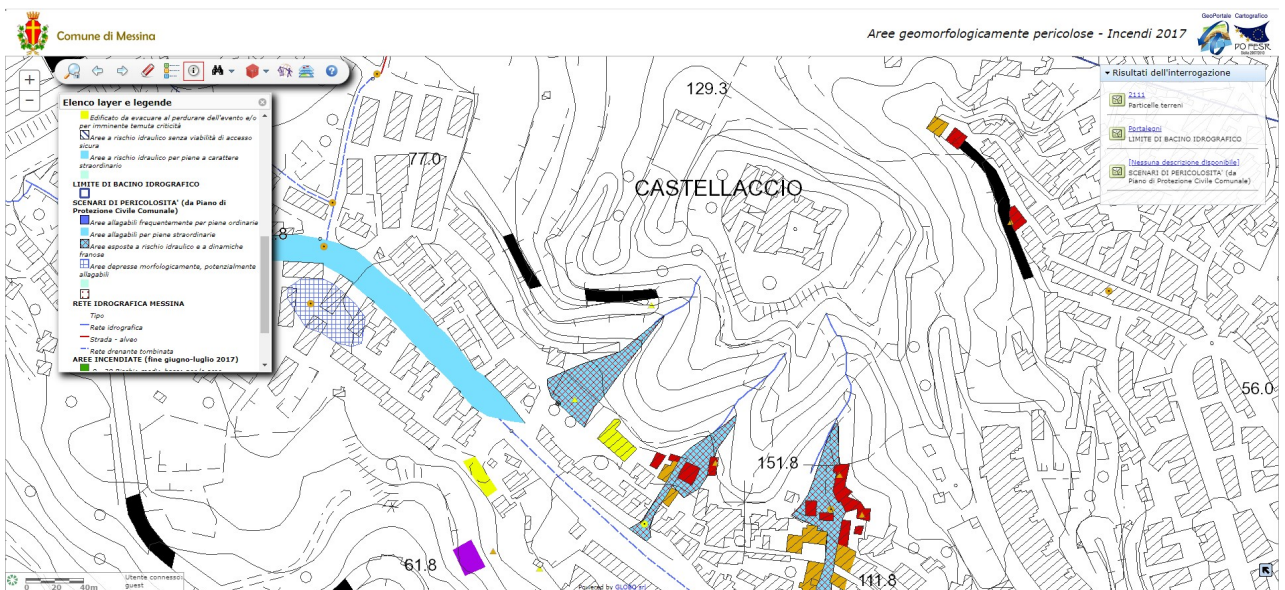 Comune di Messina
Aree geomorfologicamente pericolose - Incendi 2017
GeoPortale Cartografico
PO FESR
Elenco layer e legende
Edificato da evacuare al perdurare dell'evento e/o
per imminente temuta criticità
Aree a rischio idraulico senza viabilità di accesso
sicura
Aree a rischio idraulico per piene a carattere
straordinario
LIMITE DI BACINO IDROGRAFICO
SCENARI DI PERICOLOSITA' (da Piano di
Protezione Civile Comunale)
Aree allagabili frequentemente per piene ordinarie
Aree allagabili per piene straordinarie
Aree esposte a rischio idraulico e a dinamiche
franose
Aree depresse morfologicamente, potenzialmente
allagabili
RETE IDROGRAFICA MESSINA
Tipo
Rete idrografica
Strada - alveo
Rete drenante tombinata
AREE INCENDIATE (fine giugno-luglio 2017)
Risultati dell'interrogazione
2111
Particelle terreni
Portalegni
LIMITE DI BACINO IDROGRAFICO
[Nessuna descrizione disponibile]
SCENARI DI PERICOLOSITA' (da
Piano di Protezione Civile Comunale)
129.3
77.0
CASTELLACCIO
56.0
151.8
61.8
111.8
0 20 40m
Utente connesso:
guest
Powered by GLOBO srl